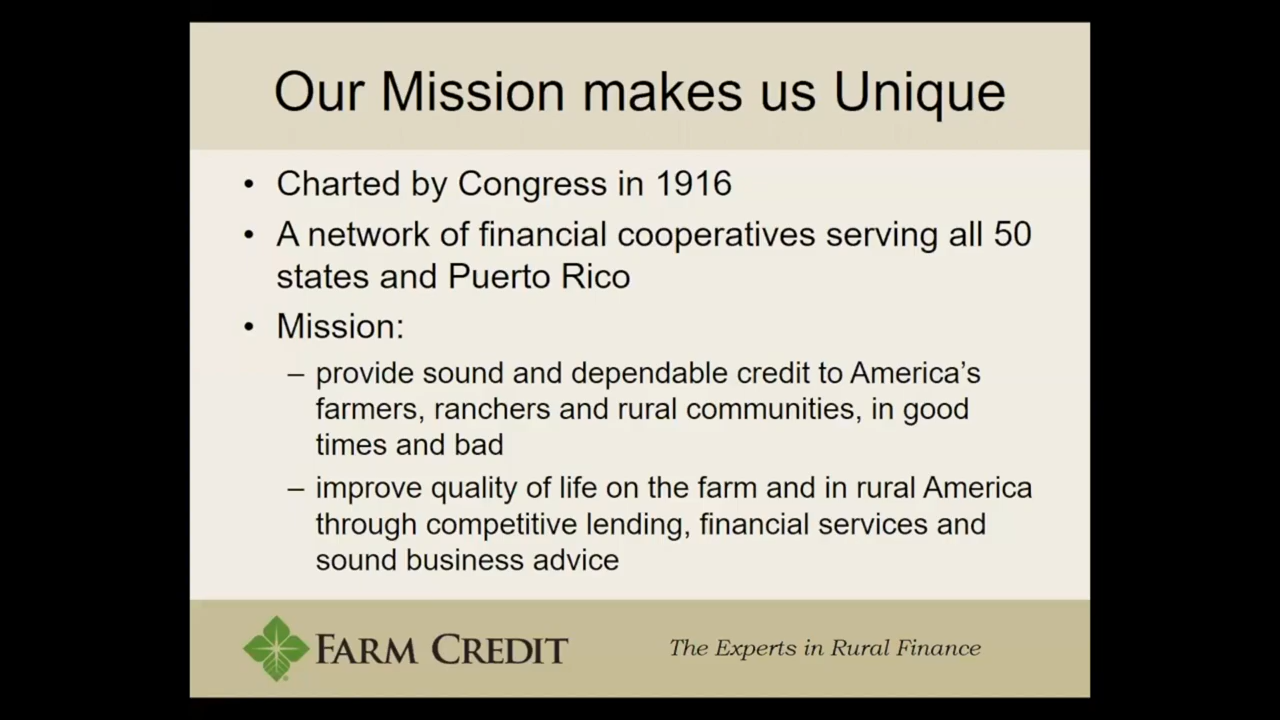 Our Mission makes us Unique
• Charted by Congress in 1916
• A network of financial cooperatives serving all 50
states and Puerto Rico
• Mission:
– provide sound and dependable credit to America’s
farmers, ranchers and rural communities, in good
times and bad
– improve quality of life on the farm and in rural America
through competitive lending, financial services and
sound business advice
FARM CREDIT
The Experts in Rural Finance